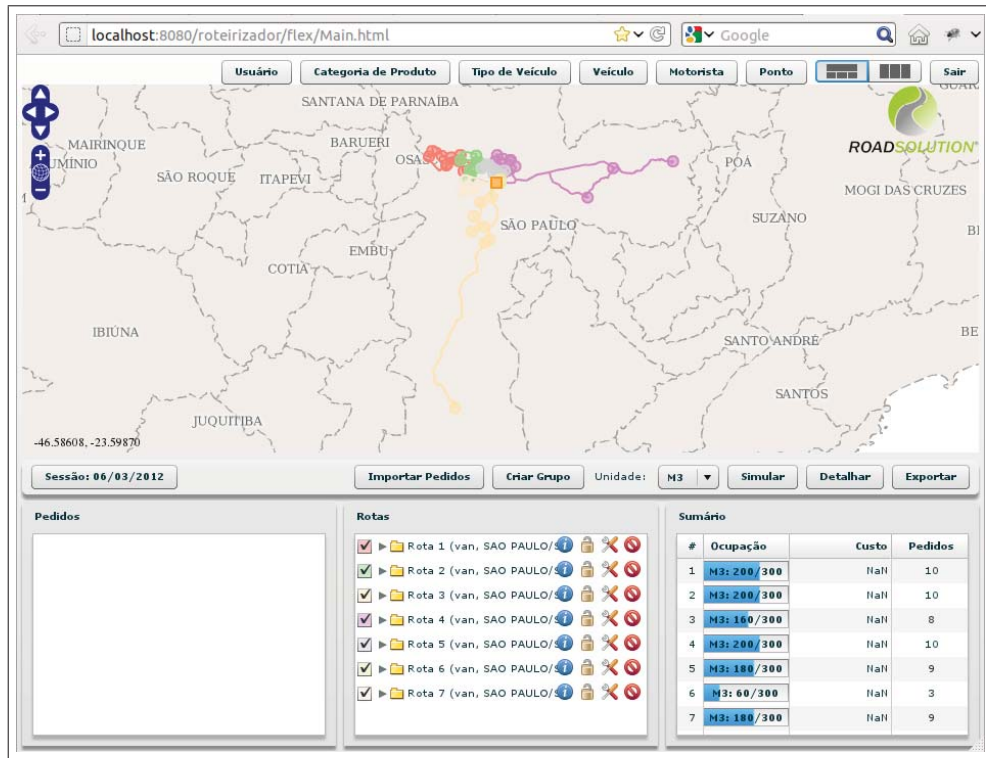 localhost:8080/roteirizador/flex/Main.html
Google
Usuário Categoria de Produto Tipo de Veículo Veículo Motorista Ponto Sair
SANTANA DE PARNAÍBA
MAIRINQUE
BARUERI
ROADSOLUTION
UMÍNIO
OSAS
POÁ
SÃO ROQUE
ITAPEVI
MOGI DAS CRUZES
SUZANO
SÃO PAULO
BI
EMBU
COTIA
IBIÚNA
SANTO ANDRÉ
BE
SANTOS
JUQUITIBA
-46.58608, -23.59870
Sessão: 06/03/2012 Importar Pedidos Criar Grupo Unidade: M3 Simular Detalhar Exportar
Pedidos
Rotas
Rota 1 (van, SAO PAULO/S
Rota 2 (van, SAO PAULO/S
Rota 3 (van, SAO PAULO/S
Rota 4 (van, SAO PAULO/S
Rota 5 (van, SAO PAULO/S
Rota 6 (van, SAO PAULO/S
Rota 7 (van, SAO PAULO/S
Sumário
# Ocupação Custo Pedidos
1 M3: 200/300 NaN 10
2 M3: 200/300 NaN 10
3 M3: 160/300 NaN 8
4 M3: 200/300 NaN 10
5 M3: 180/300 NaN 9
6 M3: 60/300 NaN 3
7 M3: 180/300 NaN 9